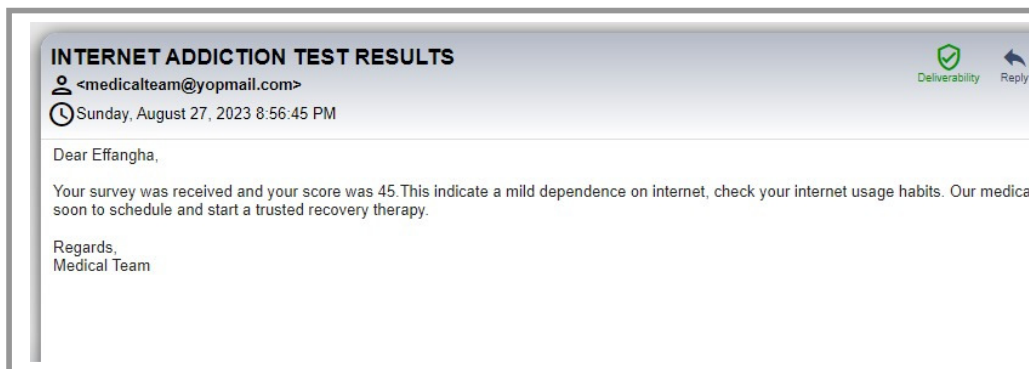 INTERNET ADDICTION TEST RESULTS
<medicalteam@yopmail.com>
Deliverability
Reply
Sunday, August 27, 2023 8:56:45 PM
Dear Effangha,
Your survey was received and your score was 45.This indicate a mild dependence on internet, check your internet usage habits. Our medica
soon to schedule and start a trusted recovery therapy.
Regards,
Medical Team